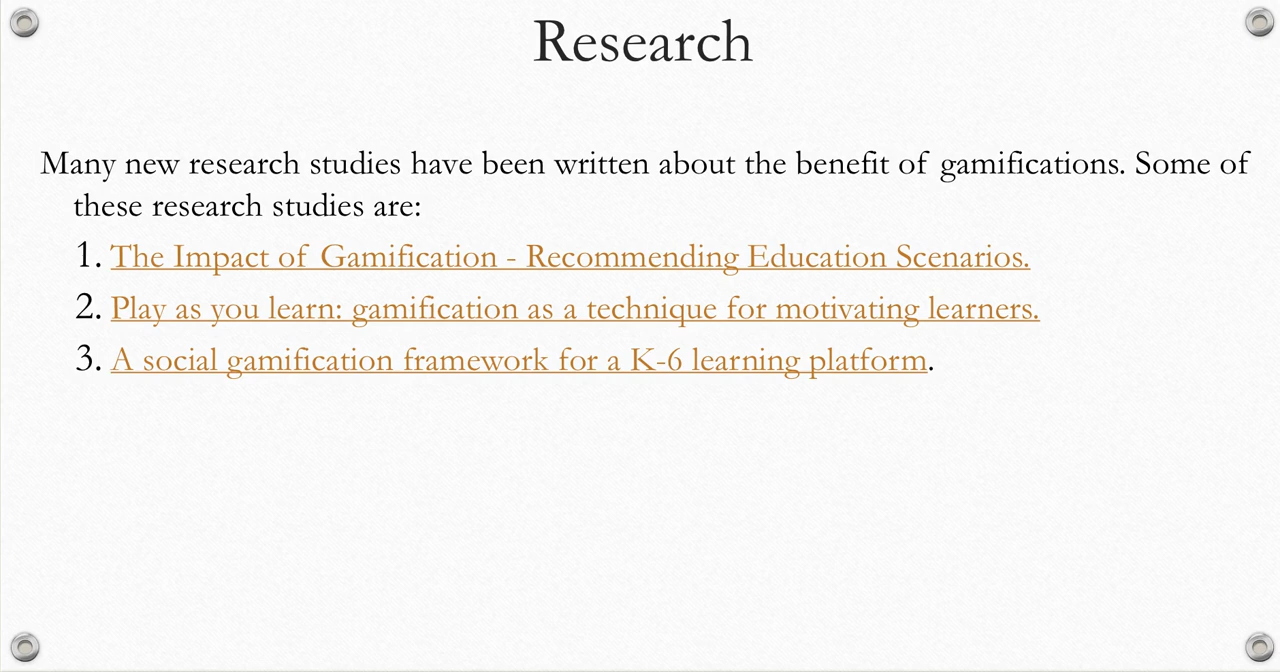 Research
Many new research studies have been written about the benefit of gamifications. Some of
these research studies are:
1. The Impact of Gamification - Recommending Education Scenarios.
2. Play as you learn: gamification as a technique for motivating learners.
3. A social gamification framework for a K-6 learning platform.